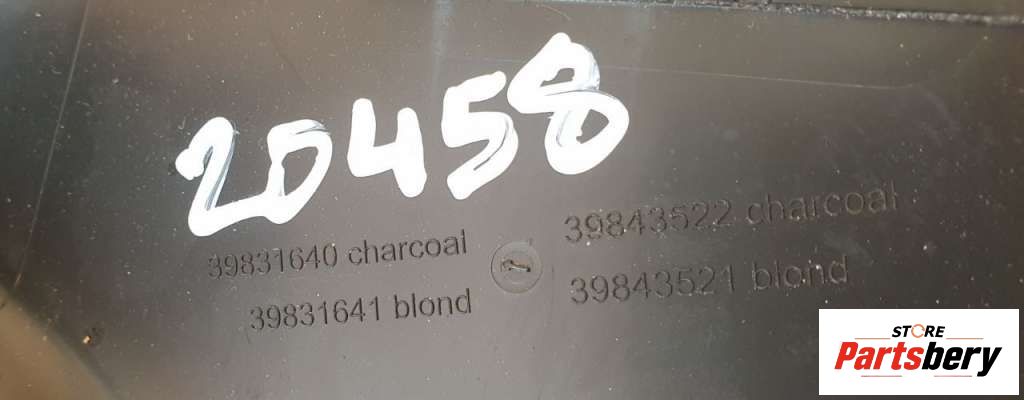 20458
39831640 charcoal
39831641 blond
39843522 charcoal
39843521 blond
STORE
Partsbery